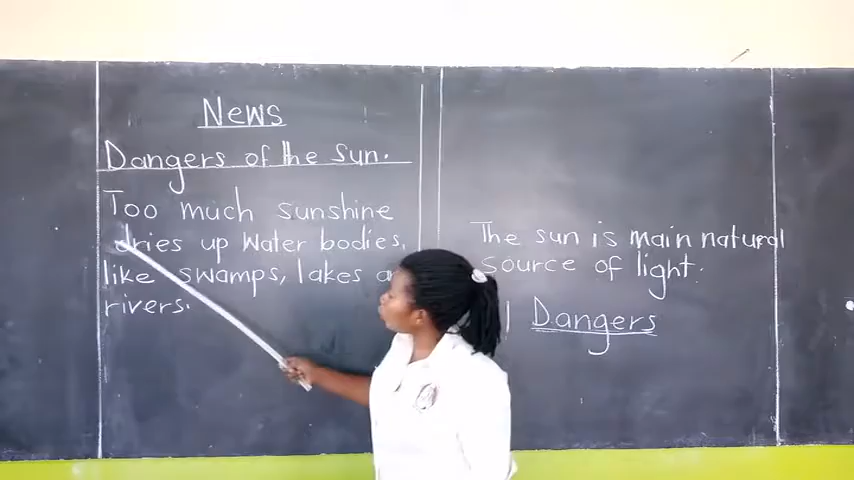 News
Dangers of the sun.
Too much sunshine
dries up Water bodies,
like swamps, lakes a
rivers.
The sun is main natural
source of light.
Dangers